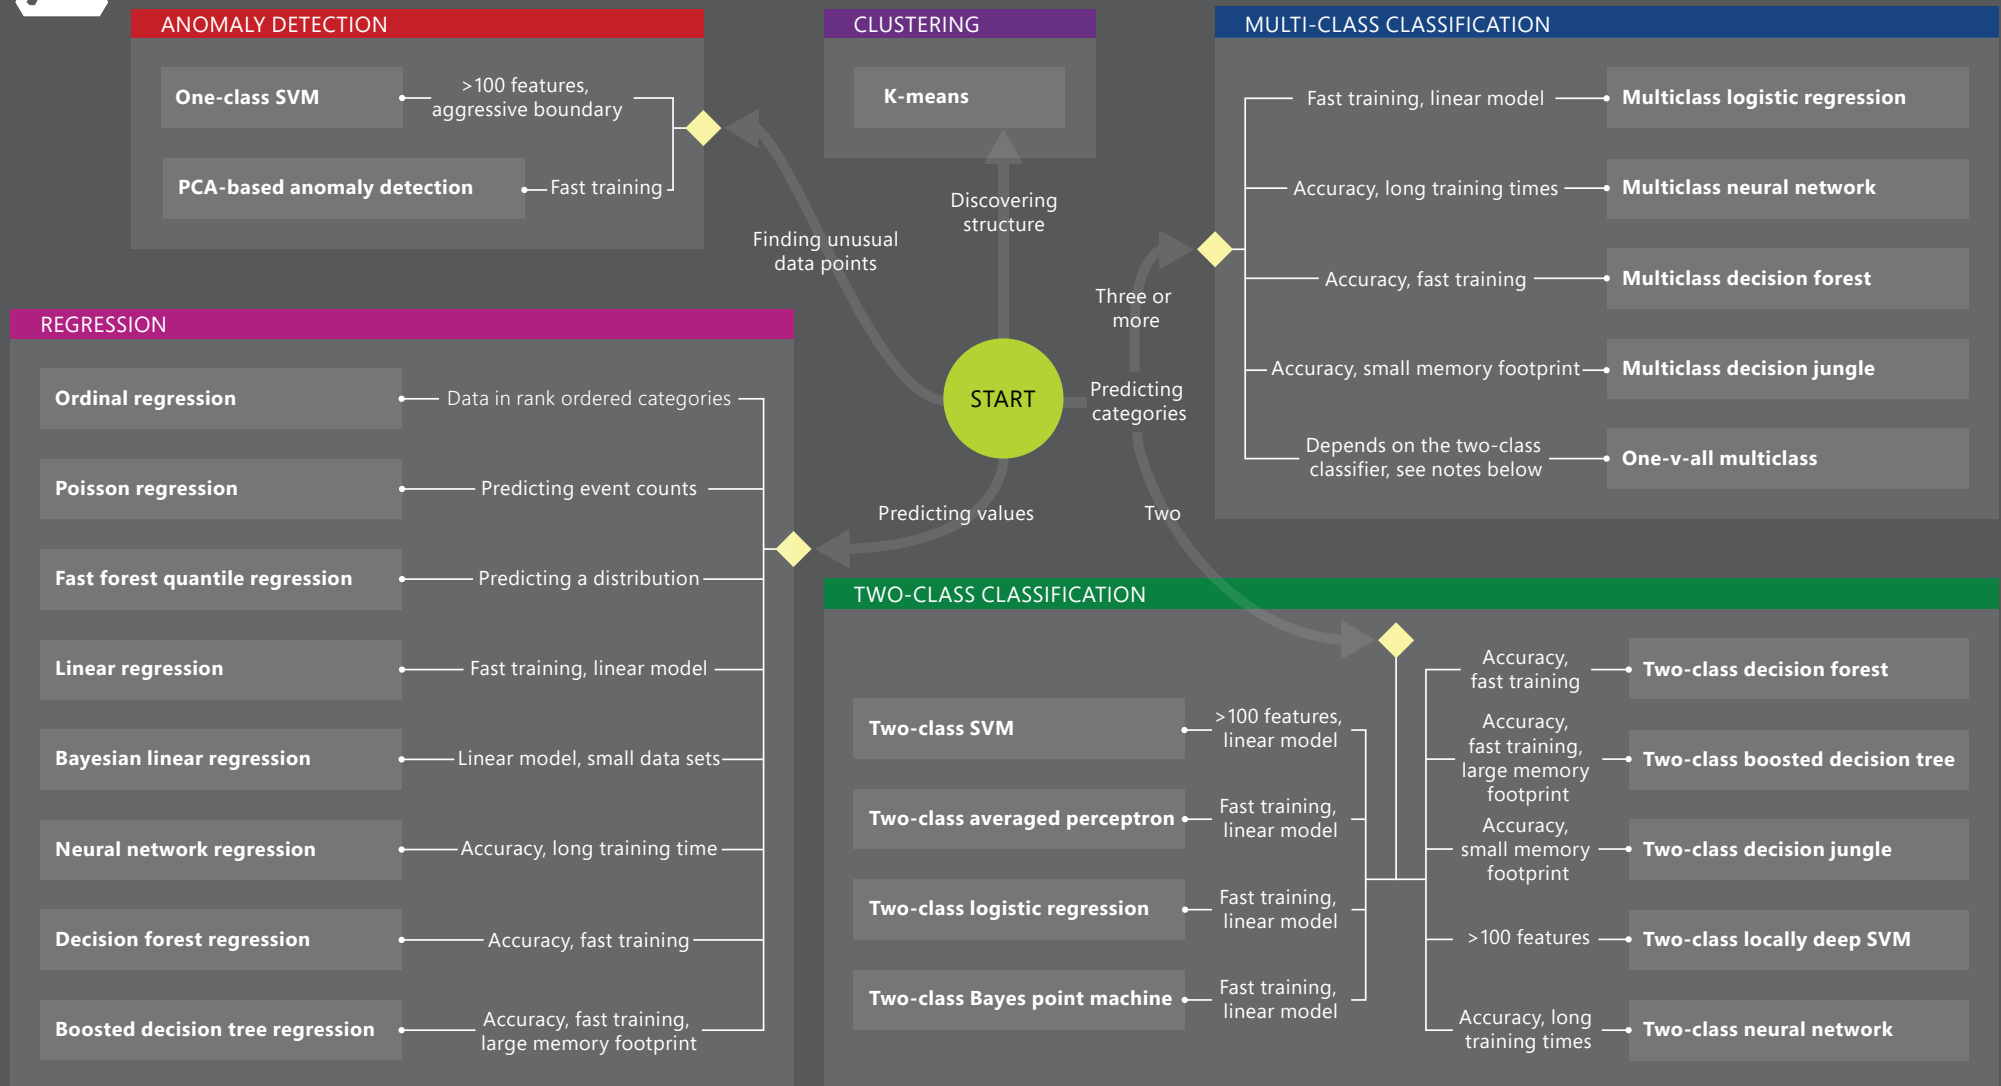 ANOMALY DETECTION
One-class SVM
>100 features,
aggressive boundary
PCA-based anomaly detection
Fast training
CLUSTERING
K-means
MULTI-CLASS CLASSIFICATION
Fast training, linear model
Multiclass logistic regression
Accuracy, long training times
Multiclass neural network
Accuracy, fast training
Multiclass decision forest
Accuracy, small memory footprint
Multiclass decision jungle
Depends on the two-class
classifier, see notes below
One-v-all multiclass
Finding unusual
data points
Discovering
structure
Three or
more
START
Predicting
categories
Predicting values
Two
REGRESSION
Ordinal regression
Data in rank ordered categories
Poisson regression
Predicting event counts
Fast forest quantile regression
Predicting a distribution
Linear regression
Fast training, linear model
Bayesian linear regression
Linear model, small data sets
Neural network regression
Accuracy, long training time
Decision forest regression
Accuracy, fast training
Boosted decision tree regression
Accuracy, fast training,
large memory footprint
TWO-CLASS CLASSIFICATION
Two-class SVM
>100 features,
linear model
Two-class averaged perceptron
Fast training,
linear model
Two-class logistic regression
Fast training,
linear model
Two-class Bayes point machine
Fast training,
linear model
Accuracy,
fast training
Two-class decision forest
Accuracy,
fast training,
large memory
footprint
Two-class boosted decision tree
Accuracy,
small memory
footprint
Two-class decision jungle
>100 features
Two-class locally deep SVM
Accuracy, long
training times
Two-class neural network